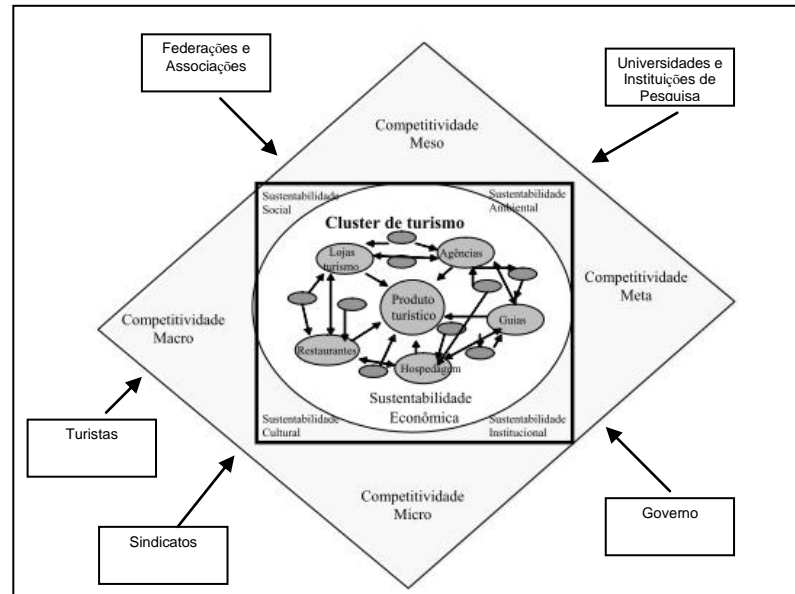 Federações e
Associações
Universidades e
Instituições de
Pesquisa
Competitividade
Meso
Sustentabilidade
Social
Sustentabilidade
Ambiental
Cluster de turismo
Lojas
turismo
Agências
Competitividade
Meta
Produto
turístico
Guias
Competitividade
Macro
Restaurantes
Hospedagem
Sustentabilidade
Econômica
Sustentabilidade
Cultural
Sustentabilidade
Institucional
Turistas
Competitividade
Micro
Governo
Sindicatos